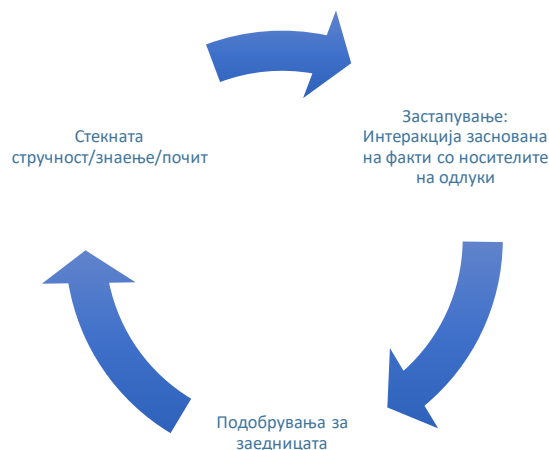 Стекната
стручност/знаење/почит
Застапување:
Интеракција заснована
на факти со носителите
на одлуки
Подобрувања за
заедницата